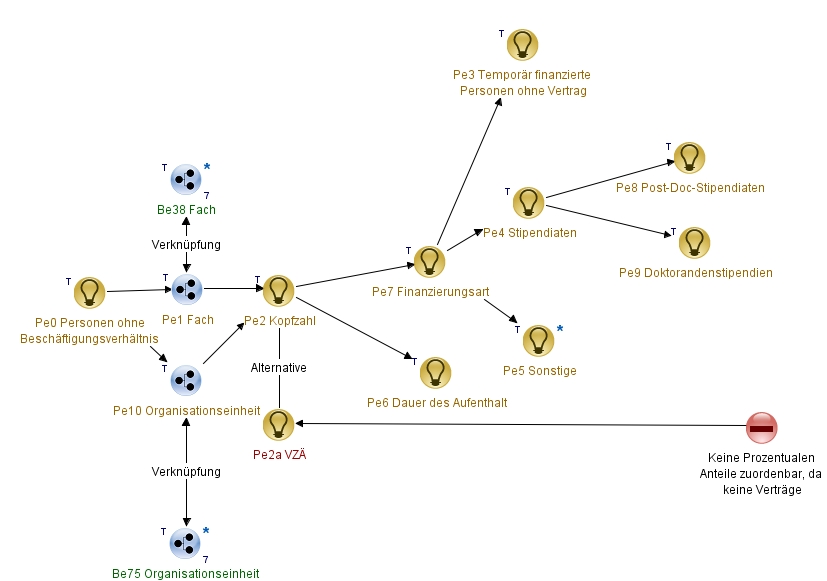 T
Pe3 Temporär finanzierte
Personen ohne Vertrag
T
*
7
Be38 Fach
T
Pe8 Post-Doc-Stipendiaten
T
Pe4 Stipendiaten
Verknüpfung
T
Pe9 Doktorandenstipendien
T
Pe7 Finanzierungsart
T
Pe0 Personen ohne
Beschäftigungsverhältnis
T
Pe1 Fach
T
Pe2 Kopfzahl
T
*
Pe5 Sonstige
T
Pe10 Organisationseinheit
Alternative
T
Pe6 Dauer des Aufenthalt
Pe2a VZÄ
Keine Prozentualen
Anteile zuordenbar, da
keine Verträge
Verknüpfung
T
*
7
Be75 Organisationseinheit